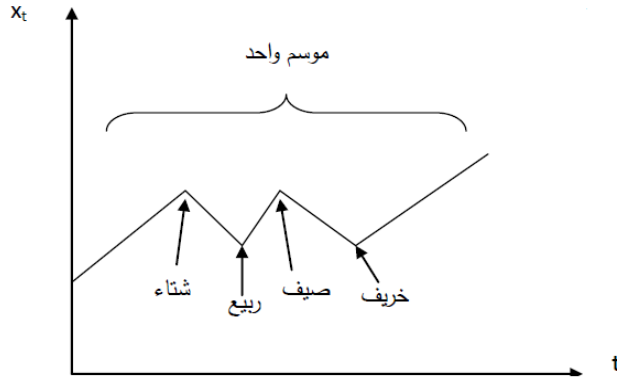 xₜ
موسم واحد
شتاء
ربيع
صيف
خريف
t